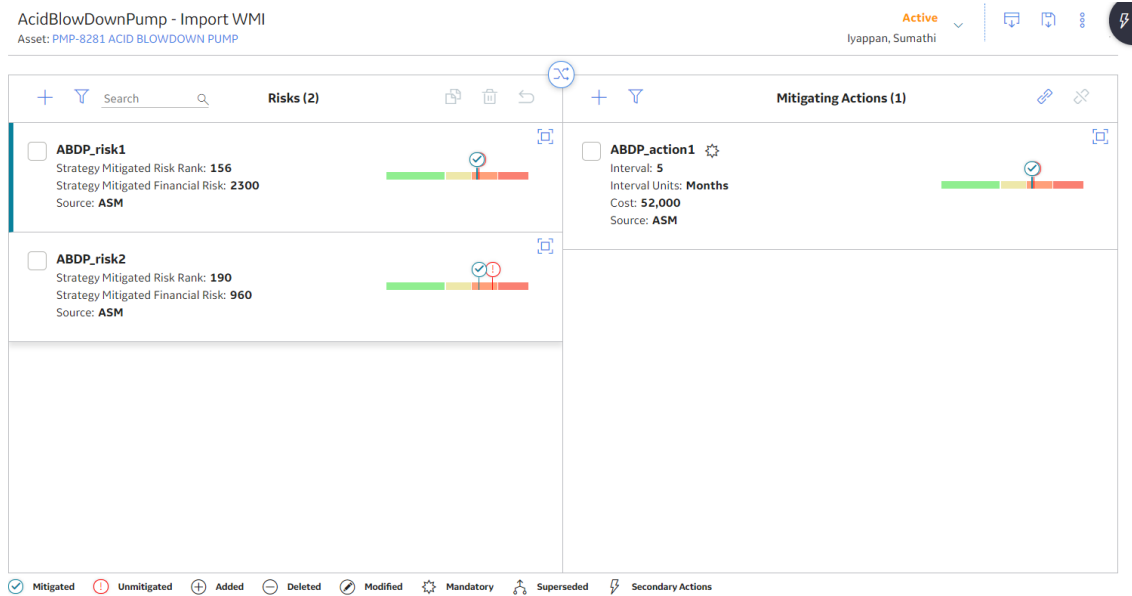 AcidBlowDownPump - Import WMI
Asset: PMP-8281 ACID BLOWDOWN PUMP
Active
Iyappan, Sumathi
Search
Risks (2)
ABDP_risk1
Strategy Mitigated Risk Rank: 156
Strategy Mitigated Financial Risk: 2300
Source: ASM
ABDP_risk2
Strategy Mitigated Risk Rank: 190
Strategy Mitigated Financial Risk: 960
Source: ASM
Mitigating Actions (1)
ABDP_action1
Interval: 5
Interval Units: Months
Cost: 52,000
Source: ASM
Mitigated Unmitigated Added Deleted Modified Mandatory Superseded Secondary Actions